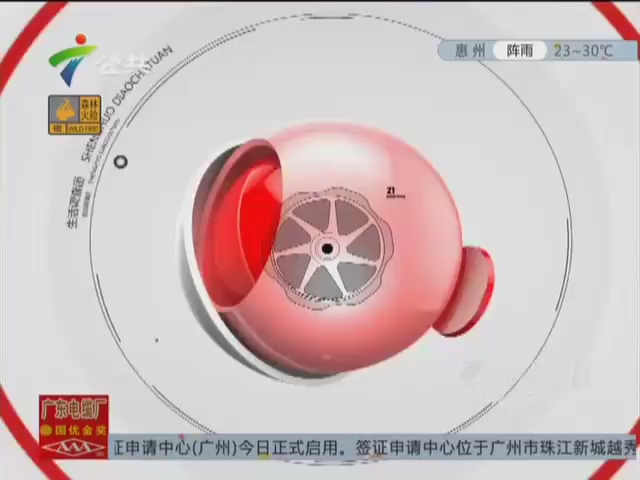 公共
惠州 阵雨 23~30℃
森林
火险
橙 WILD FIRE
SHENGHUO DIAOCHATUAN
生活调查团
21
广东电缆厂
国优金奖
证申请中心(广州)今日正式启用。签证申请中心位于广州市珠江新城越秀